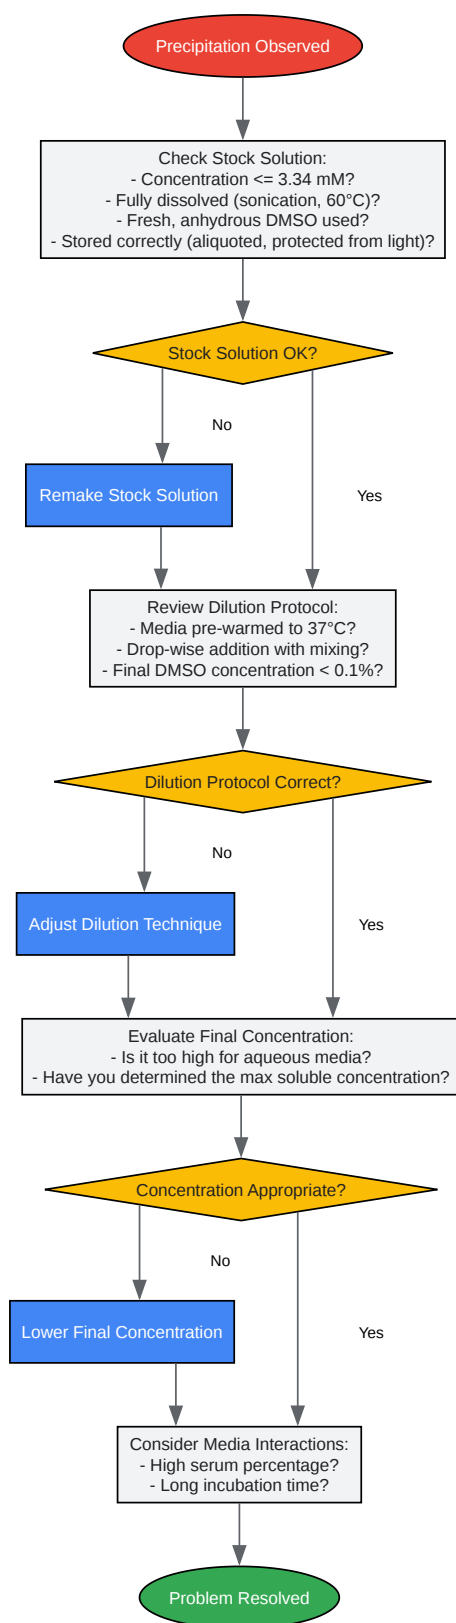 Precipitation Observed
Check Stock Solution:
- Concentration <= 3.34 mM?
- Fully dissolved (sonication, 60°C)?
- Fresh, anhydrous DMSO used?
- Stored correctly (aliquoted, protected from light)?
Stock Solution OK?
No
Remake Stock Solution
Yes
Review Dilution Protocol:
- Media pre-warmed to 37°C?
- Drop-wise addition with mixing?
- Final DMSO concentration < 0.1%?
Dilution Protocol Correct?
No
Adjust Dilution Technique
Yes
Evaluate Final Concentration:
- Is it too high for aqueous media?
- Have you determined the max soluble concentration?
Concentration Appropriate?
No
Lower Final Concentration
Yes
Consider Media Interactions:
- High serum percentage?
- Long incubation time?
Problem Resolved